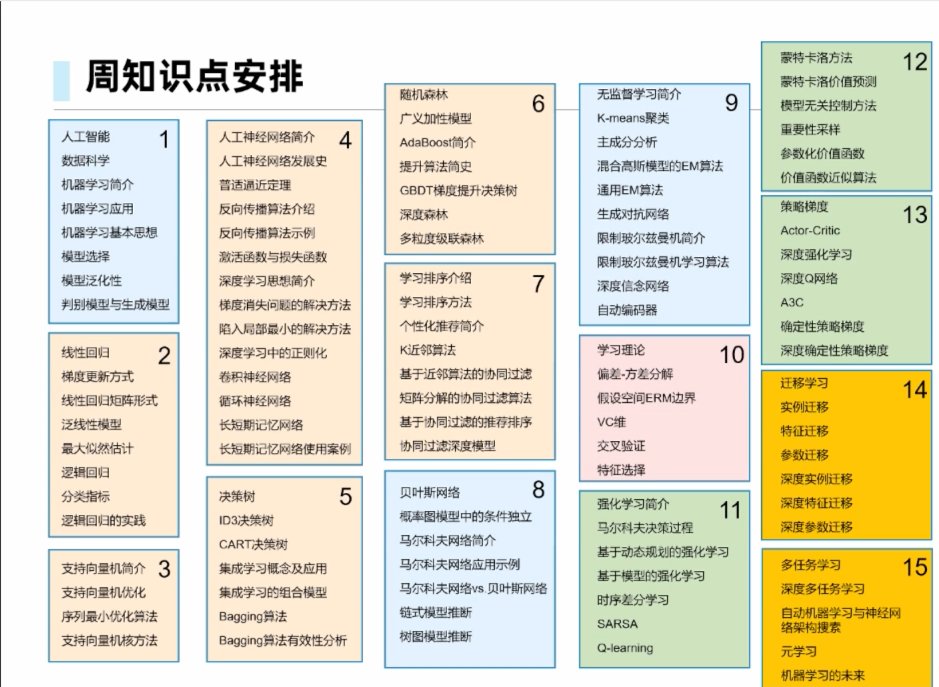 周知识点安排
1
人工智能
数据科学
机器学习简介
机器学习应用
机器学习基本思想
模型选择
模型泛化性
判别模型与生成模型
2
线性回归
梯度更新方式
线性回归矩阵形式
泛线性模型
最大似然估计
逻辑回归
分类指标
逻辑回归的实践
3
支持向量机简介
支持向量机优化
序列最小优化算法
支持向量机核方法
4
人工神经网络简介
人工神经网络发展史
普适逼近定理
反向传播算法介绍
反向传播算法示例
激活函数与损失函数
深度学习思想简介
梯度消失问题的解决方法
陷入局部最小的解决方法
深度学习中的正则化
卷积神经网络
循环神经网络
长短期记忆网络
长短期记忆网络使用案例
5
决策树
ID3决策树
CART决策树
集成学习概念及应用
集成学习的组合模型
Bagging算法
Bagging算法有效性分析
6
随机森林
广义加性模型
AdaBoost简介
提升算法简史
GBDT梯度提升决策树
深度森林
多粒度级联森林
7
学习排序介绍
学习排序方法
个性化推荐简介
K近邻算法
基于近邻算法的协同过滤
矩阵分解的协同过滤算法
基于协同过滤的推荐排序
协同过滤深度模型
8
贝叶斯网络
概率图模型中的条件独立
马尔科夫网络简介
马尔科夫网络应用示例
马尔科夫网络vs.贝叶斯网络
链式模型推断
树图模型推断
9
无监督学习简介
K-means聚类
主成分分析
混合高斯模型的EM算法
通用EM算法
生成对抗网络
限制玻尔兹曼机简介
限制玻尔兹曼机学习算法
深度信念网络
自动编码器
10
学习理论
偏差-方差分解
假设空间ERM边界
VC维
交叉验证
特征选择
11
强化学习简介
马尔科夫决策过程
基于动态规划的强化学习
基于模型的强化学习
时序差分学习
SARSA
Q-learning
12
蒙特卡洛方法
蒙特卡洛价值预测
模型无关控制方法
重要性采样
参数化价值函数
价值函数近似算法
13
策略梯度
Actor-Critic
深度强化学习
深度Q网络
A3C
确定性策略梯度
深度确定性策略梯度
14
迁移学习
实例迁移
特征迁移
参数迁移
深度实例迁移
深度特征迁移
深度参数迁移
15
多任务学习
深度多任务学习
自动机器学习与神经网
络架构搜索
元学习
机器学习的未来